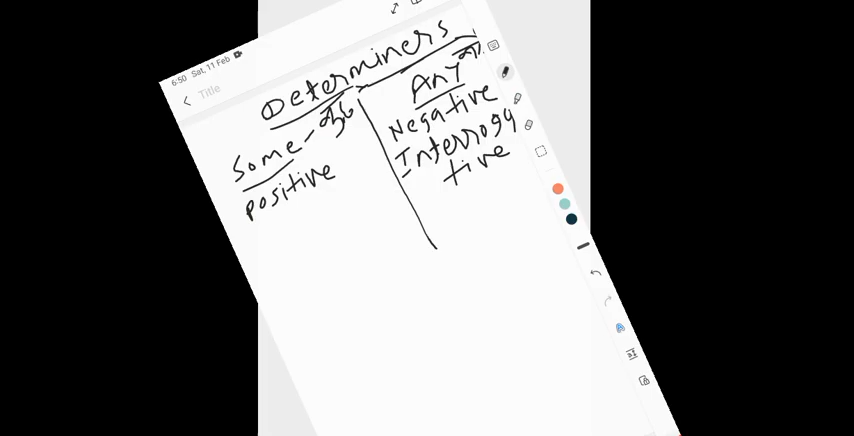 6:50 Sat, 11 Feb
Title
Determiners
Some -
positive
Any
Negative
Interroga
tive